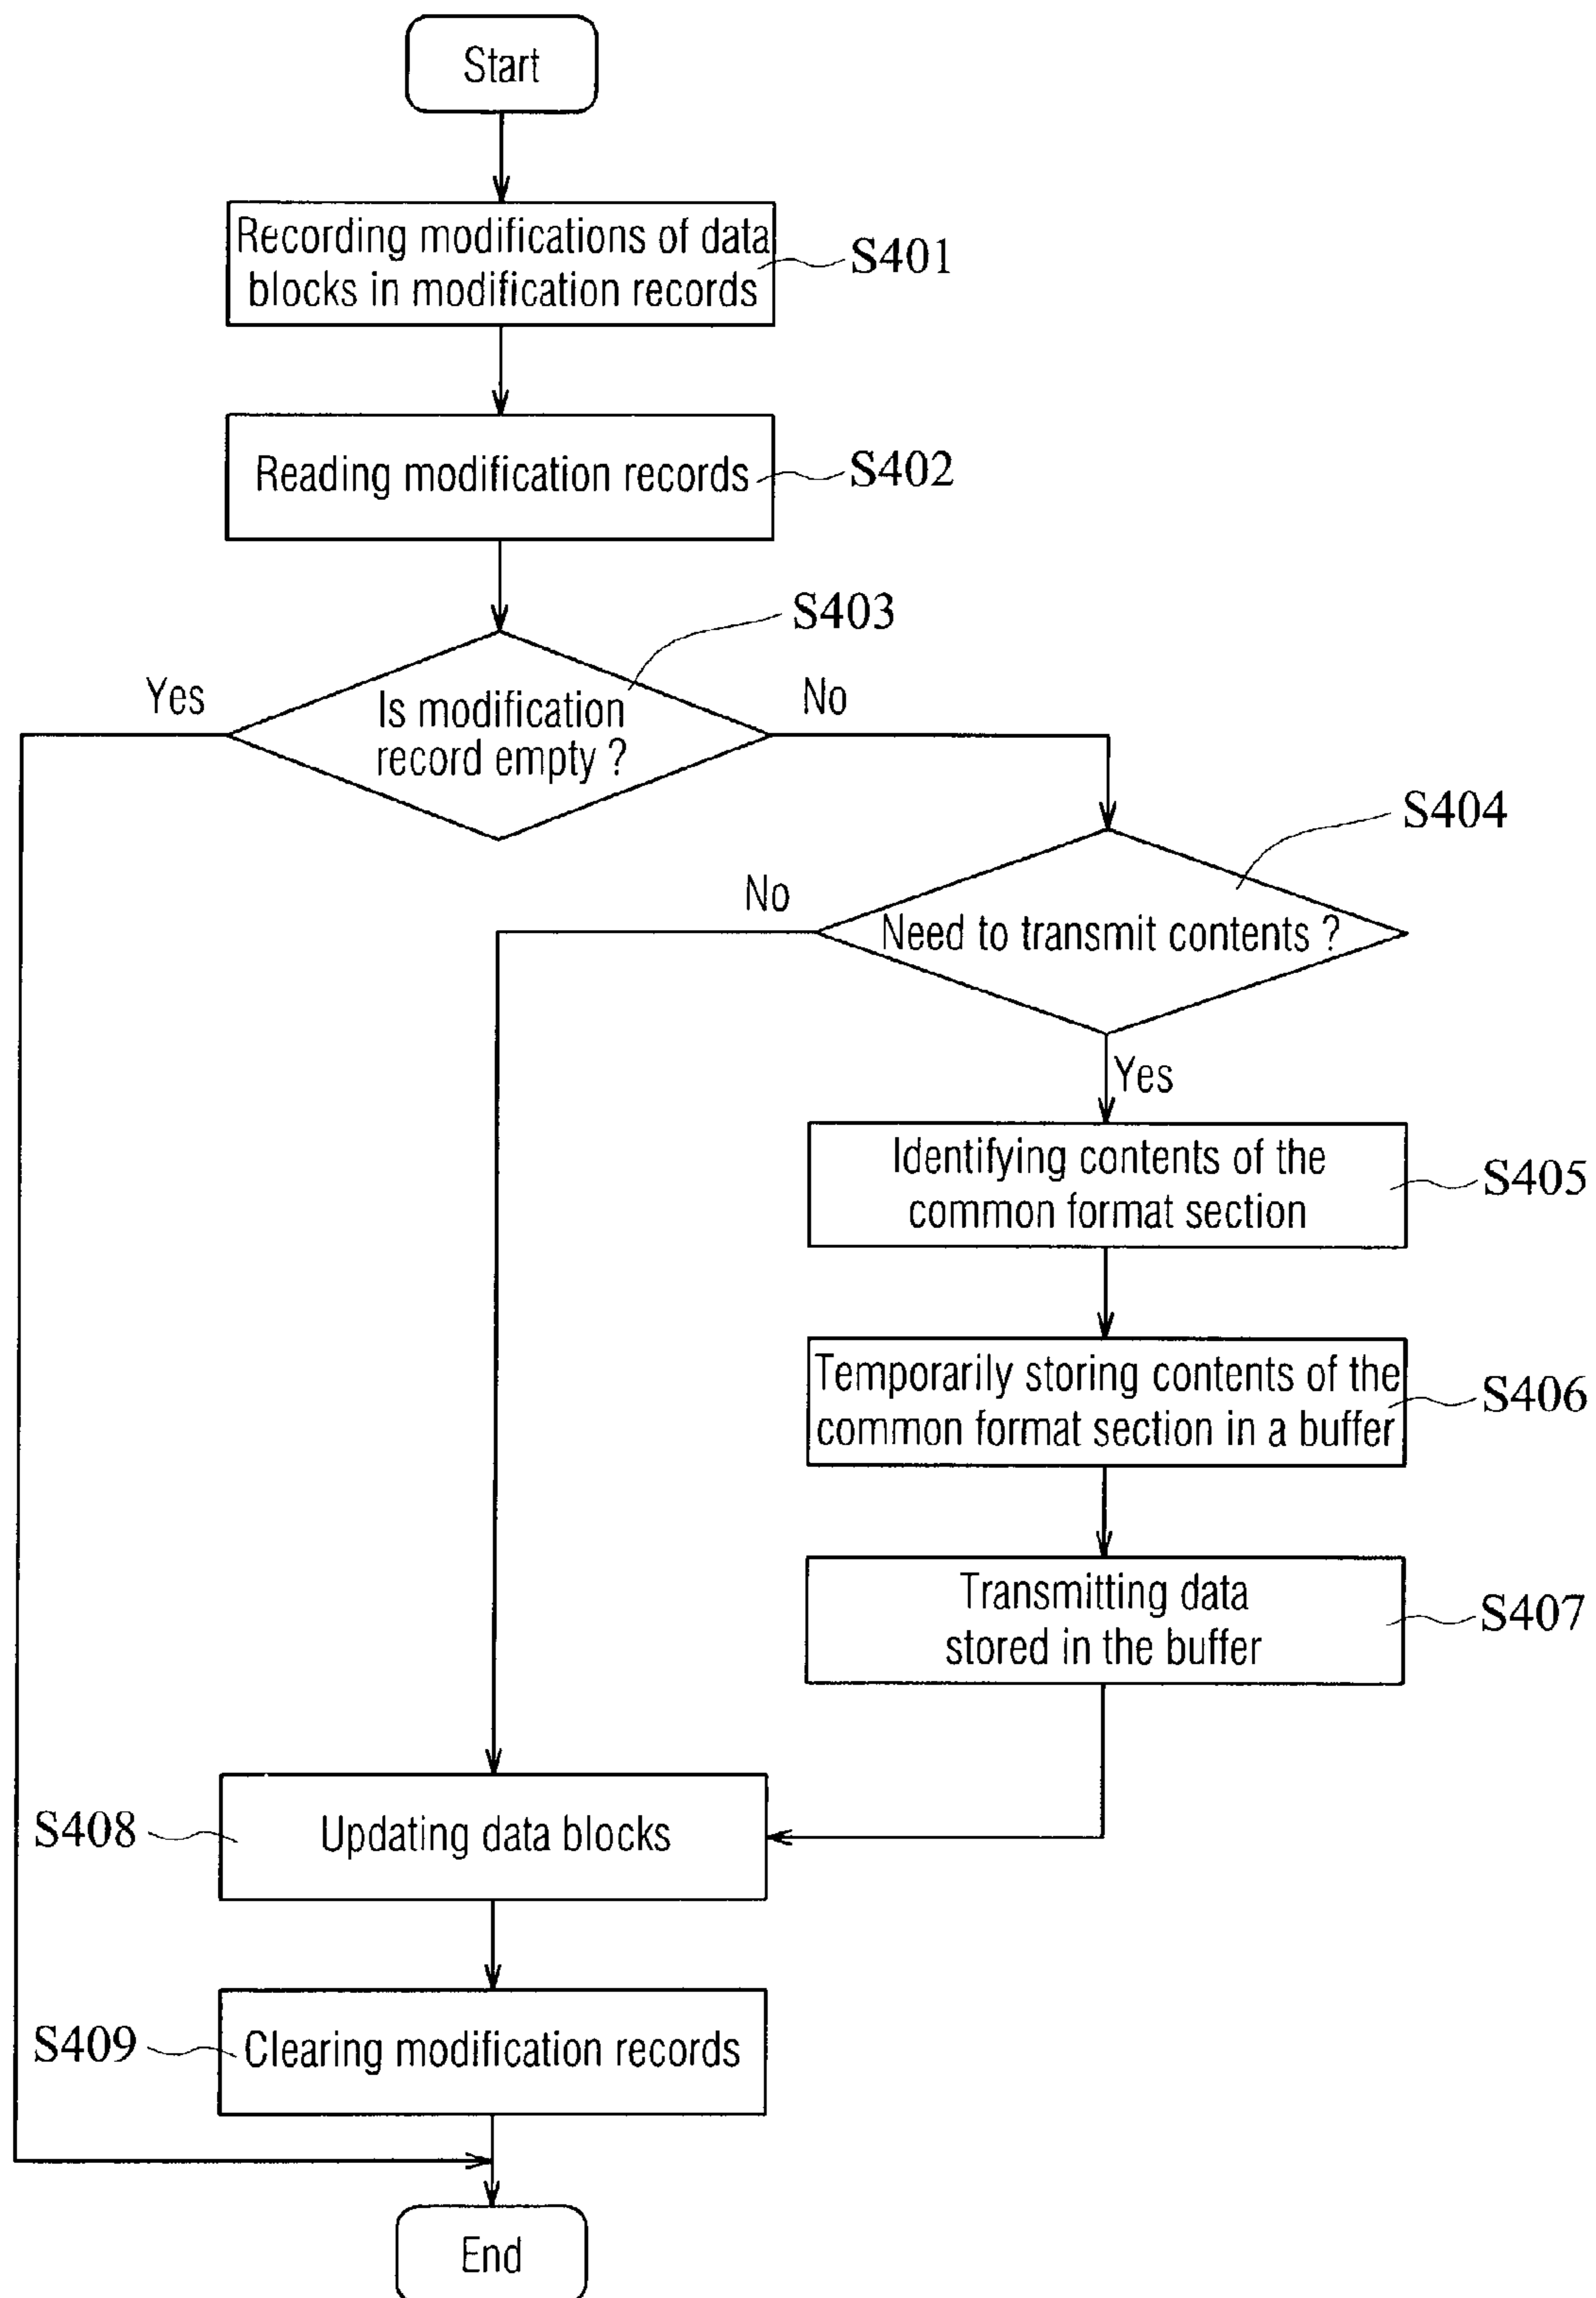 Start
Recording modifications of data
blocks in modification records
S401
Reading modification records
S402
S403
Yes
Is modification
record empty ?
No
S404
No
Need to transmit contents ?
Yes
Identifying contents of the
common format section
S405
Temporarily storing contents of the
common format section in a buffer
S406
Transmitting data
stored in the buffer
S407
S408
Updating data blocks
S409
Clearing modification records
End